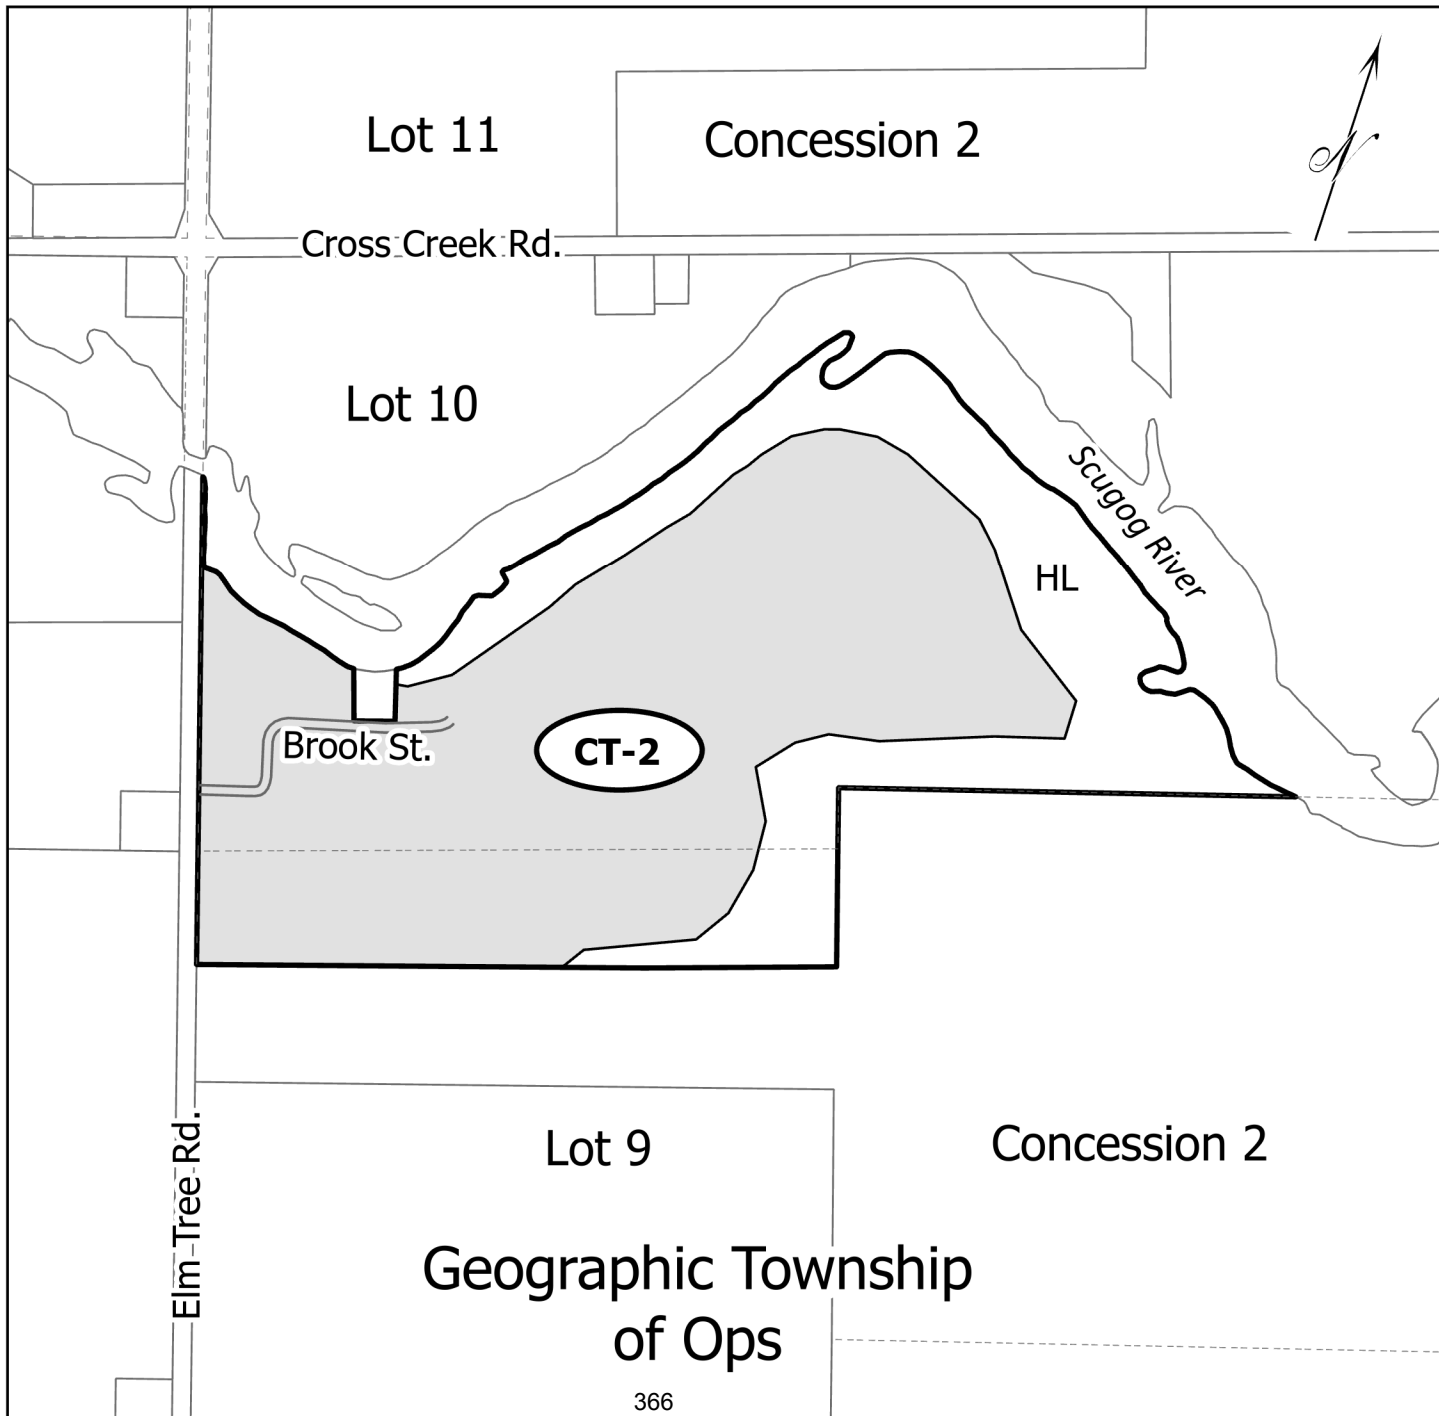 Lot 11
Concession 2
N
Cross Creek Rd.
Lot 10
Scugog River
HL
Brook St.
CT-2
Elm Tree Rd.
Lot 9
Concession 2
Geographic Township
of Ops
366